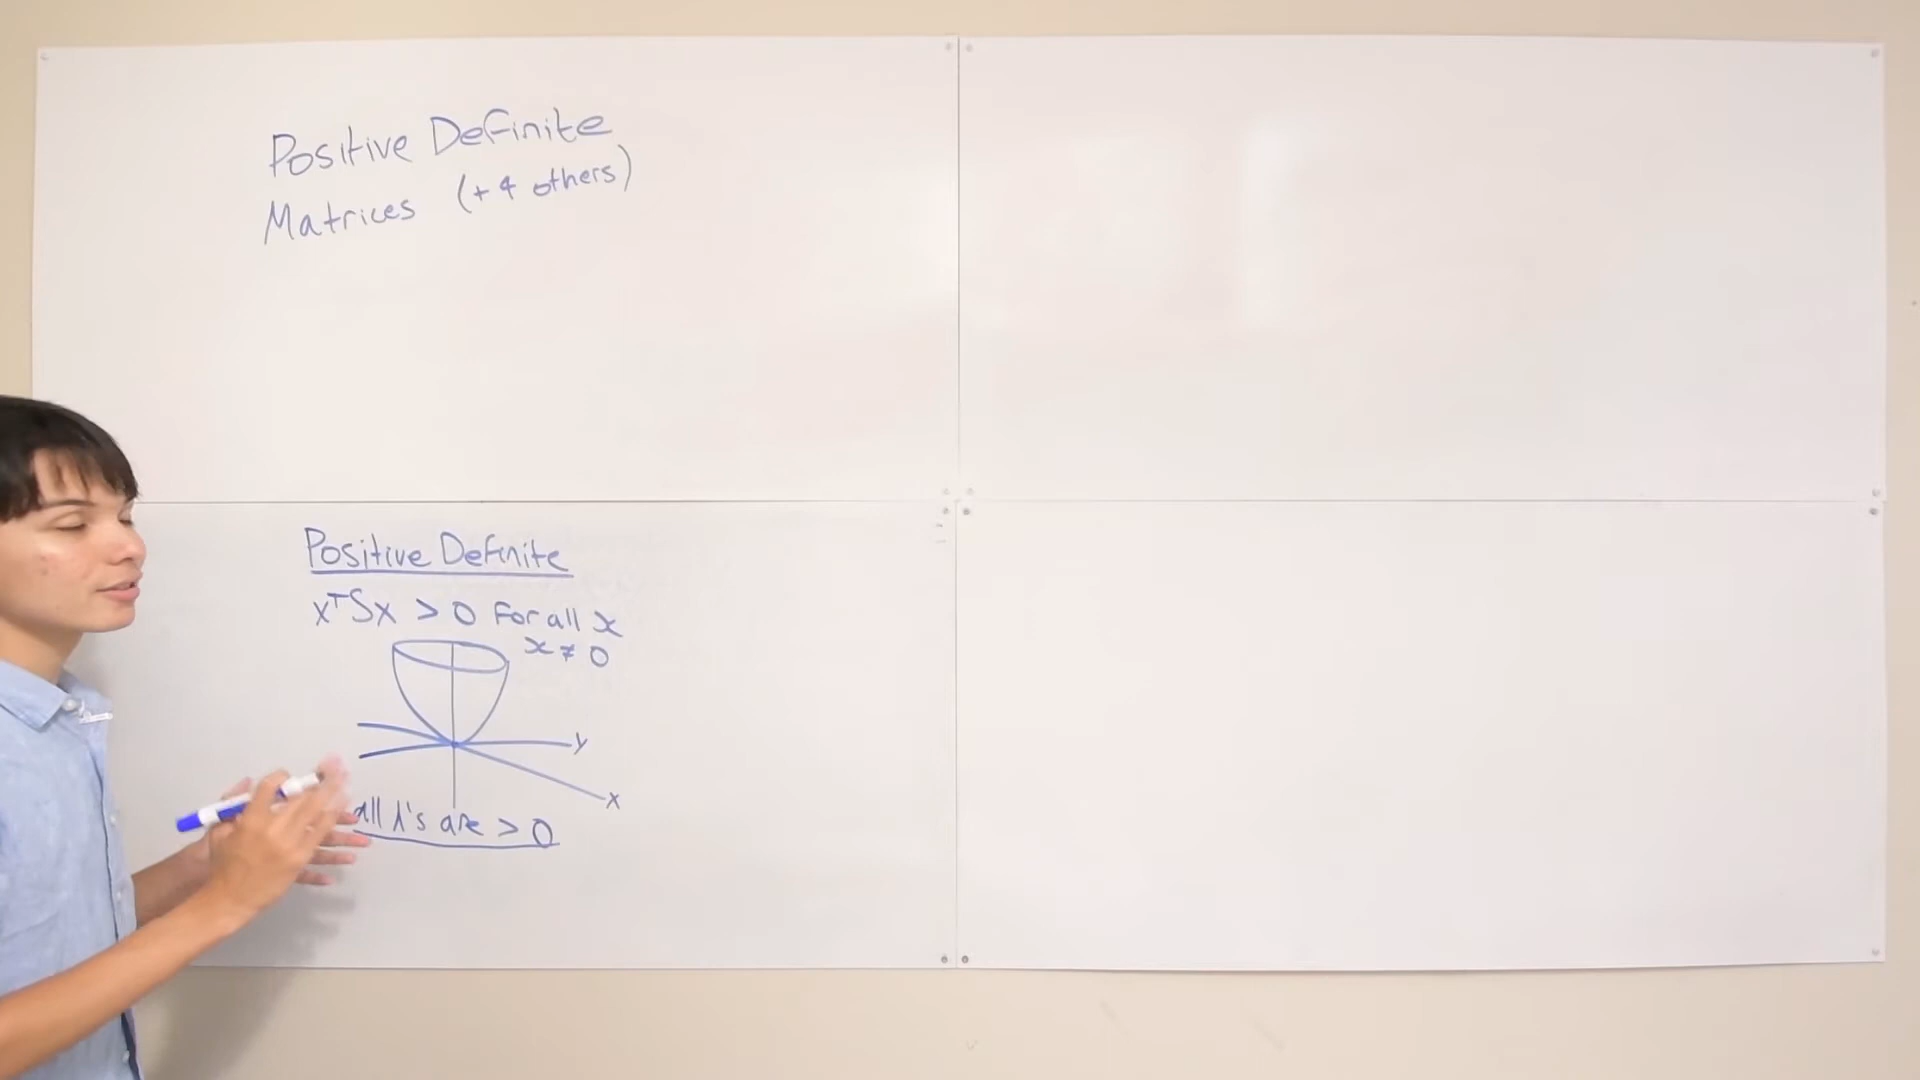 Positive Definite
Matrices (+4 others)
Positive Definite
xᵀSx > 0 For all x
x ≠ 0
y
x
all λ's are > 0